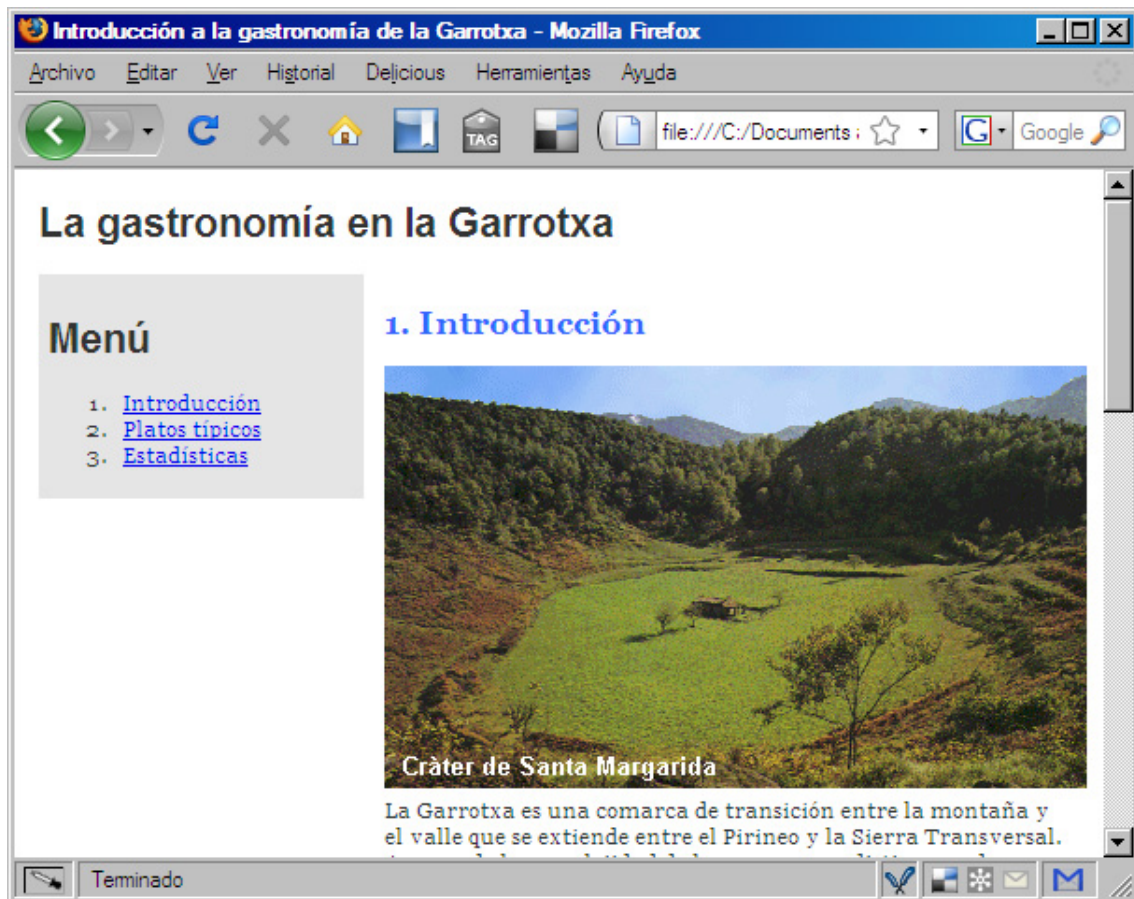 Introducción a la gastronomía de la Garrotxa - Mozilla Firefox
Archivo Editar Ver Historial Delicious Herramientas Ayuda
TAG file:///C:/Documents G Google
La gastronomía en la Garrotxa
Menú
1. Introducción
2. Platos típicos
3. Estadísticas
1. Introducción
Cràter de Santa Margarida
La Garrotxa es una comarca de transición entre la montaña y
el valle que se extiende entre el Pirineo y la Sierra Transversal.
Terminado